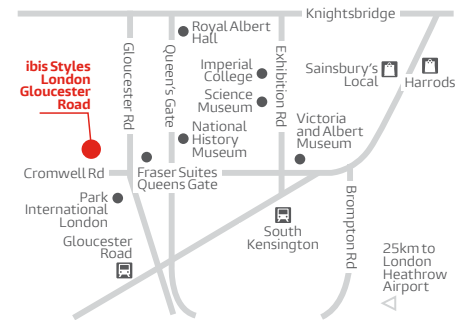 Knightsbridge
Royal Albert
Hall
ibis Styles
London
Gloucester
Road
Gloucester Rd
Queen's Gate
Imperial
College
Science
Museum
Exhibition Rd
Sainsbury's
Local
Harrods
National
History
Museum
Victoria
and Albert
Museum
Cromwell Rd
Fraser Suites
Queens Gate
Park
International
London
Gloucester
Road
South
Kensington
Brompton Rd
25km to
London
Heathrow
Airport